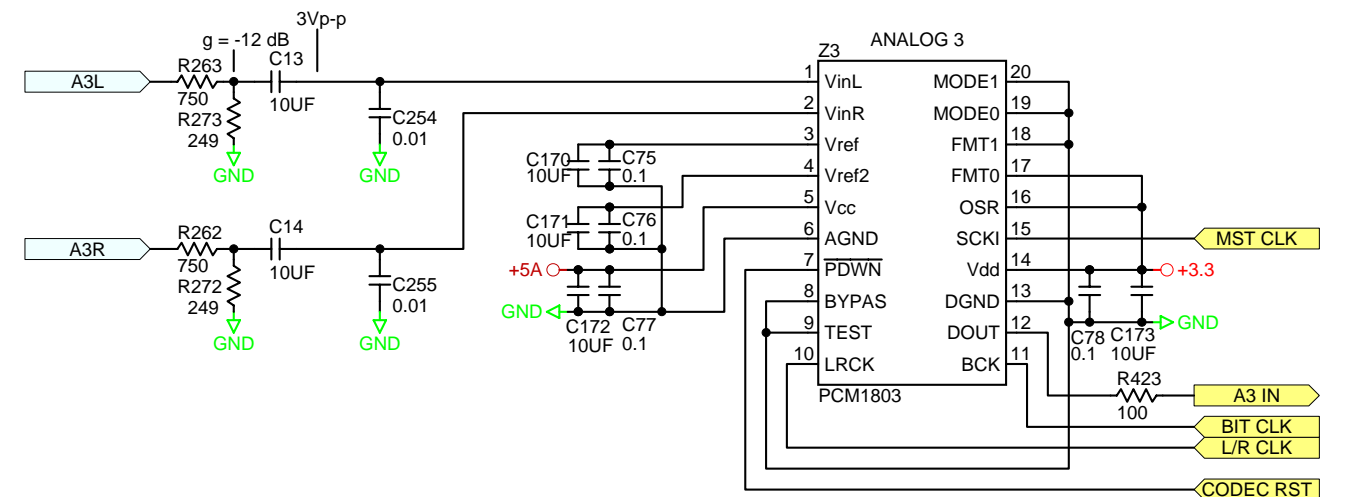 3Vp-p
g = -12 dB
C13
R263
A3L
750
10UF
R273
249
GND
C254
0.01
GND
R262
C14
A3R
750
10UF
R272
249
GND
C255
0.01
GND
C170
10UF
C75
0.1
C171
10UF
C76
0.1
+5A
GND
C172
10UF
C77
0.1
ANALOG 3
Z3
1 VinL MODE1 20
2 VinR MODE0 19
3 Vref FMT1 18
4 Vref2 FMT0 17
5 Vcc OSR 16
6 AGND SCKI 15
7 PDWN Vdd 14
8 BYPAS DGND 13
9 TEST DOUT 12
10 LRCK BCK 11
PCM1803
MST CLK
+3.3
GND
C78
0.1
C173
10UF
R423
100
A3 IN
BIT CLK
L/R CLK
CODEC RST